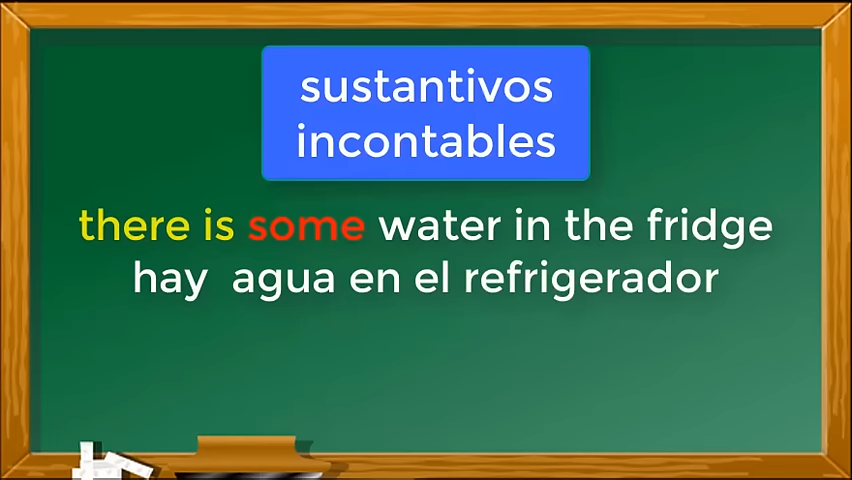 sustantivos
incontables
there is some water in the fridge
hay agua en el refrigerador